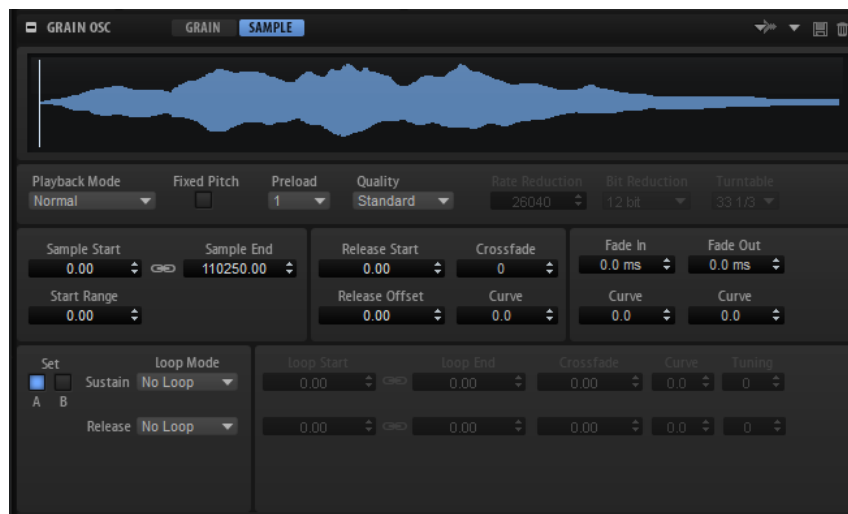 GRAIN OSC GRAIN SAMPLE
Playback Mode Fixed Pitch Preload Quality Rate Reduction Bit Reduction Turntable
Normal 1 Standard 26040 12 bit 33 1/3
Sample Start Sample End Release Start Crossfade Fade In Fade Out
0.00 110250.00 0.00 0 0.0 ms 0.0 ms
Start Range Release Offset Curve Curve Curve
0.00 0.00 0.0 0.0 0.0
Set Loop Mode Loop Start Loop End Crossfade Curve Tuning
Sustain No Loop 0.00 0.00 0.00 0.0 0
A B
Release No Loop 0.00 0.00 0.00 0.0 0